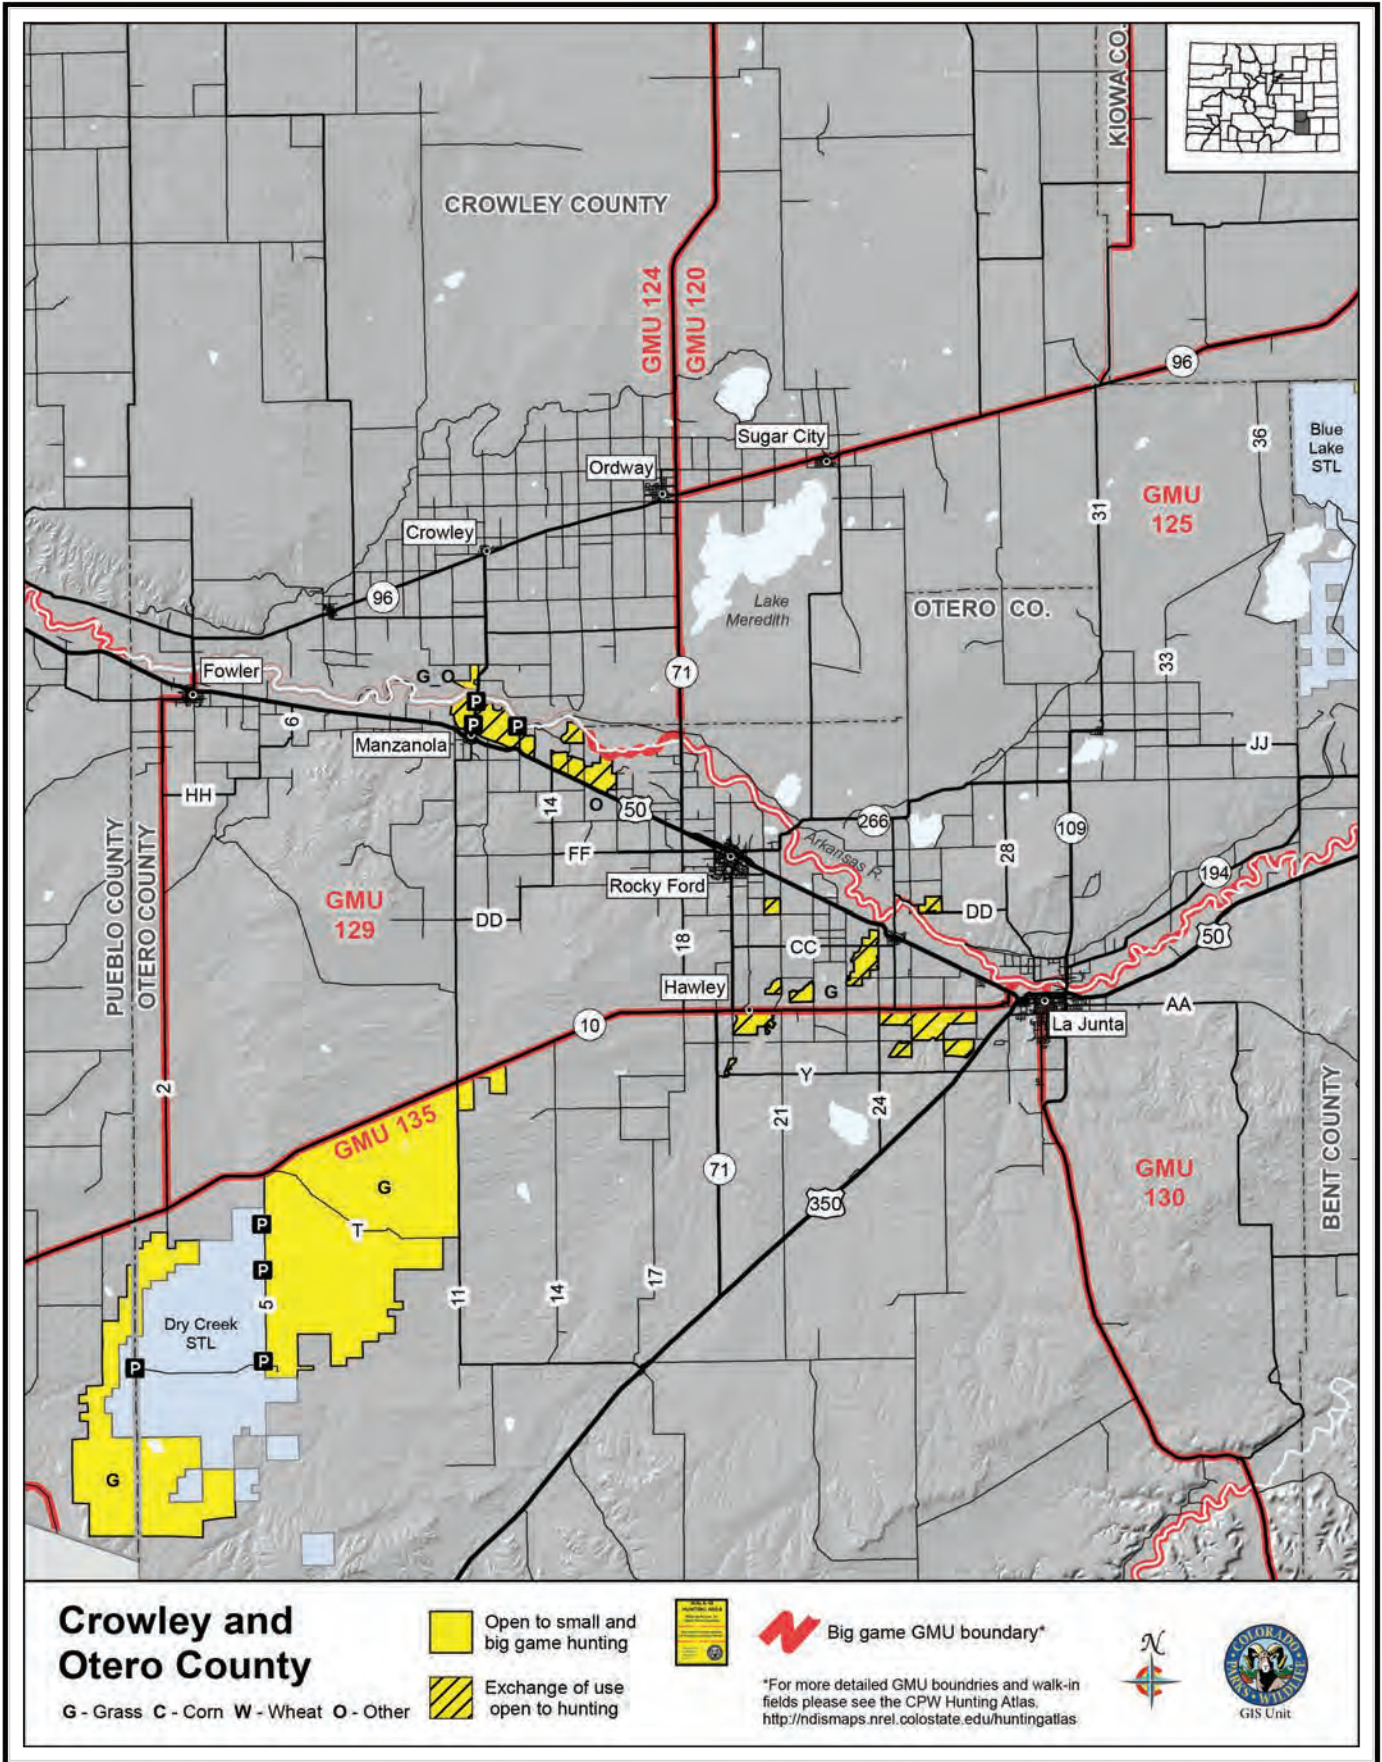 KIOWA CO.
CROWLEY COUNTY
GMU 124
GMU 120
96
Sugar City
36
Blue
Lake
STL
Ordway
GMU
125
31
Crowley
96
Lake
Meredith
OTERO CO.
33
Fowler
G_O
71
P
6
P
P
Manzanola
JJ
HH
14
O
50
266
109
28
PUEBLO COUNTY
OTERO COUNTY
FF
Arkansas R.
Rocky Ford
194
GMU
129
DD
DD
18
CC
50
Hawley
G
10
AA
La Junta
2
Y
GMU 135
21
24
BENT COUNTY
71
GMU
130
G
350
P
T
P
17
11
14
5
Dry Creek
STL
P
P
G
Crowley and
Otero County
G - Grass C - Corn W - Wheat O - Other
Open to small and
big game hunting
Exchange of use
open to hunting
WALK-IN
HUNTING AREA
Big game GMU boundary*
*For more detailed GMU boundries and walk-in
fields please see the CPW Hunting Atlas.
http://ndismaps.nrel.colostate.edu/huntingatlas
N
COLORADO
PARKS • WILDLIFE
GIS Unit